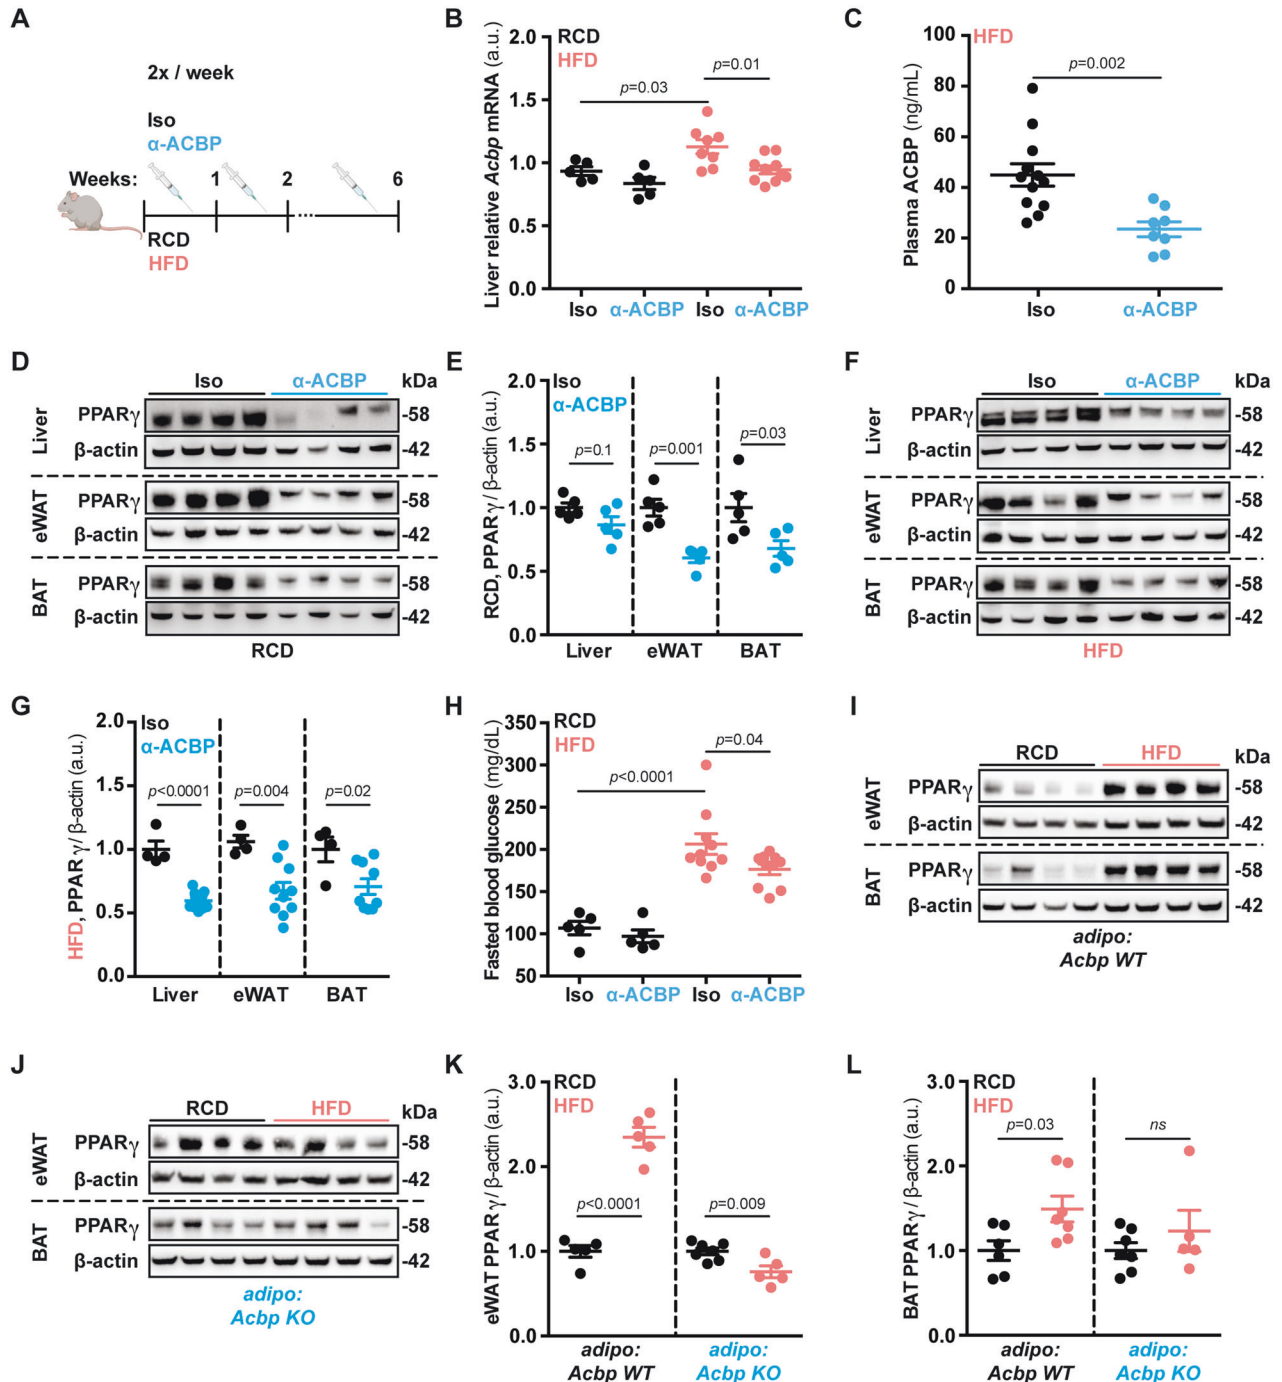 A
2x / week
Iso
α-ACBP
Weeks: 1 2 6
RCD
HFD
B
Liver relative Acbp mRNA (a.u.)
2.0
1.5
1.0
0.5
0.0
RCD
HFD
p=0.03
p=0.01
Iso α-ACBP Iso α-ACBP
C
Plasma ACBP (ng/mL)
100
80
60
40
20
0
HFD
p=0.002
Iso α-ACBP
D
Iso α-ACBP kDa
Liver
PPARγ -58
β-actin -42
eWAT
PPARγ -58
β-actin -42
BAT
PPARγ -58
β-actin -42
RCD
E
RCD, PPARγ / β-actin (a.u.)
2.0
1.5
1.0
0.5
0.0
Iso
α-ACBP
p=0.1
p=0.001
p=0.03
Liver eWAT BAT
F
Iso α-ACBP kDa
Liver
PPARγ -58
β-actin -42
eWAT
PPARγ -58
β-actin -42
BAT
PPARγ -58
β-actin -42
HFD
G
HFD, PPARγ / β-actin (a.u.)
2.0
1.5
1.0
0.5
0.0
Iso
α-ACBP
p<0.0001
p=0.004
p=0.02
Liver eWAT BAT
H
Fasted blood glucose (mg/dL)
350
300
250
200
150
100
50
RCD
HFD
p<0.0001
p=0.04
Iso α-ACBP Iso α-ACBP
I
RCD HFD kDa
eWAT
PPARγ -58
β-actin -42
BAT
PPARγ -58
β-actin -42
adipo:
Acbp WT
J
RCD HFD kDa
eWAT
PPARγ -58
β-actin -42
BAT
PPARγ -58
β-actin -42
adipo:
Acbp KO
K
eWAT PPARγ / β-actin (a.u.)
3.0
2.0
1.0
0.0
RCD
HFD
p<0.0001
p=0.009
adipo: adipo:
Acbp WT Acbp KO
L
BAT PPARγ / β-actin (a.u.)
3.0
2.0
1.0
0.0
RCD
HFD
p=0.03
ns
adipo: adipo:
Acbp WT Acbp KO